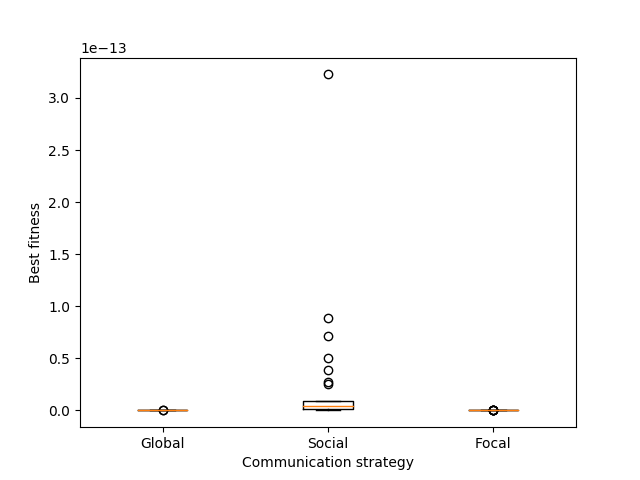 1e−13
3.0
2.5
2.0
1.5
1.0
0.5
0.0
Best fitness
Global
Social
Focal
Communication strategy